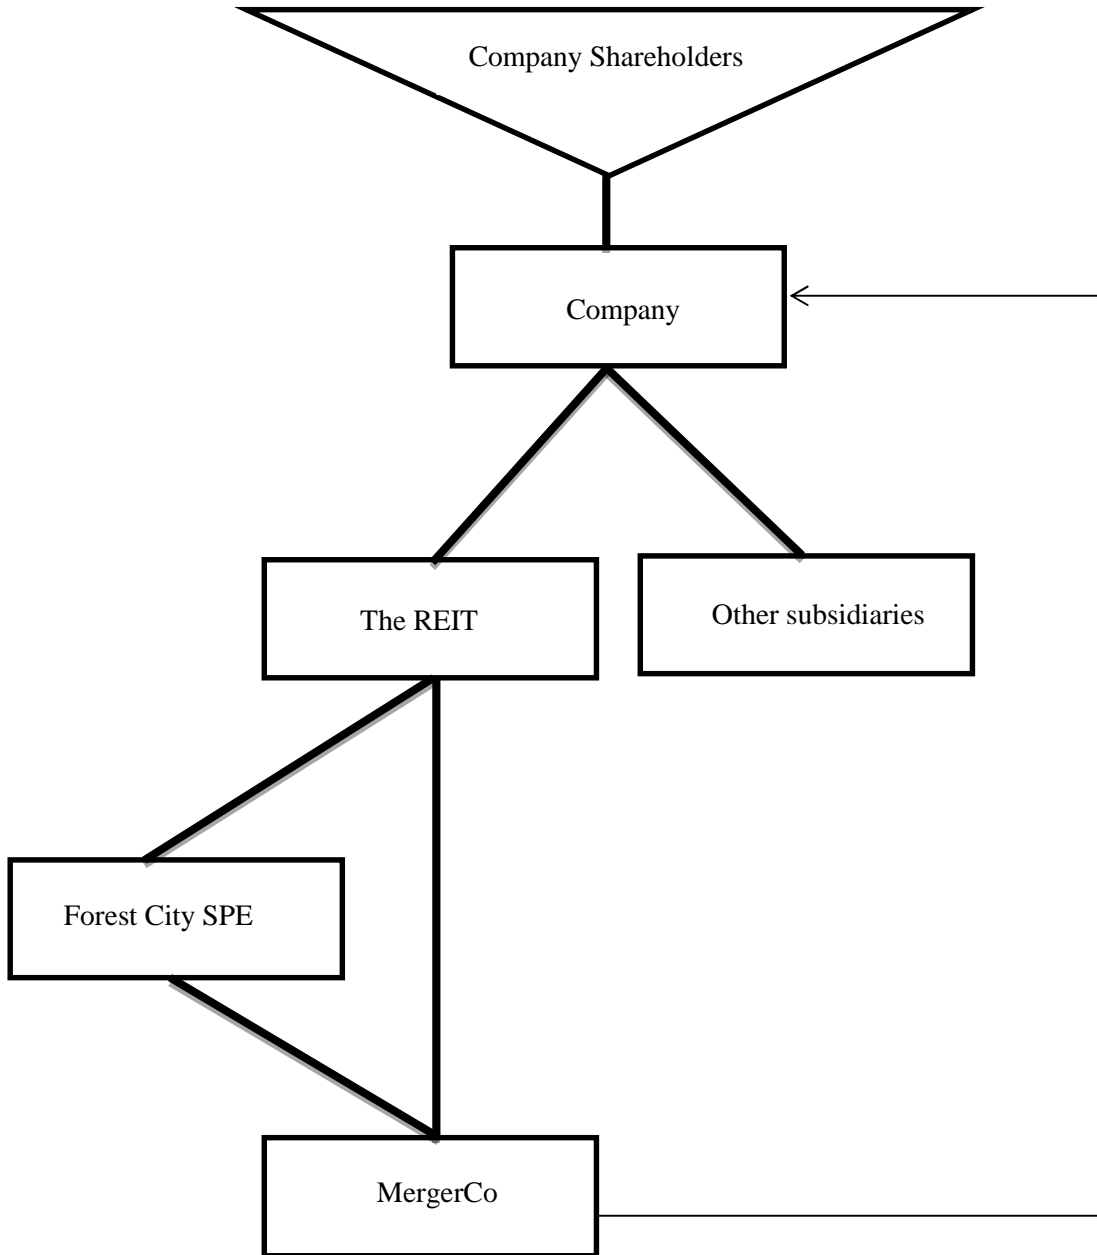 Company Shareholders
Company
The REIT
Other subsidiaries
Forest City SPE
MergerCo